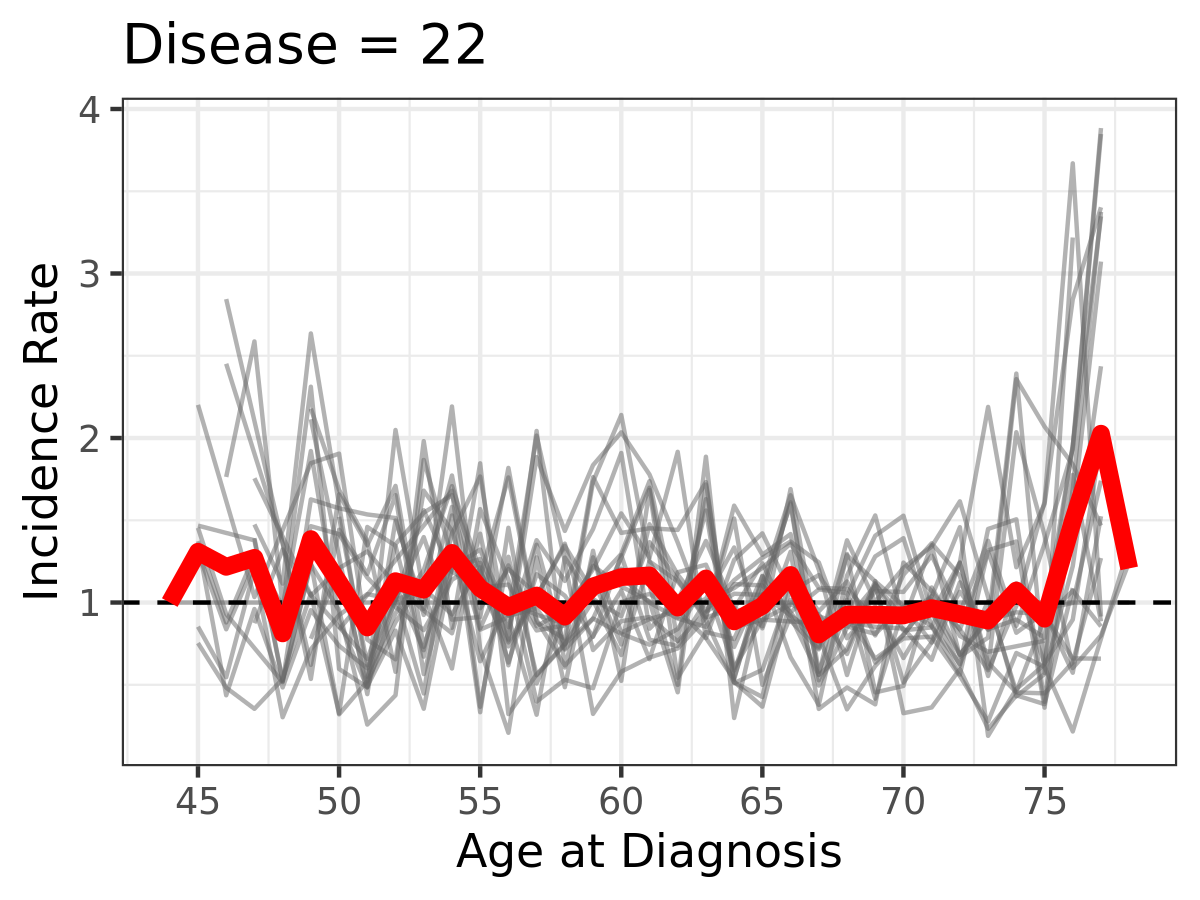 Disease = 22
Incidence Rate
4
3
2
1
45 50 55 60 65 70 75
Age at Diagnosis